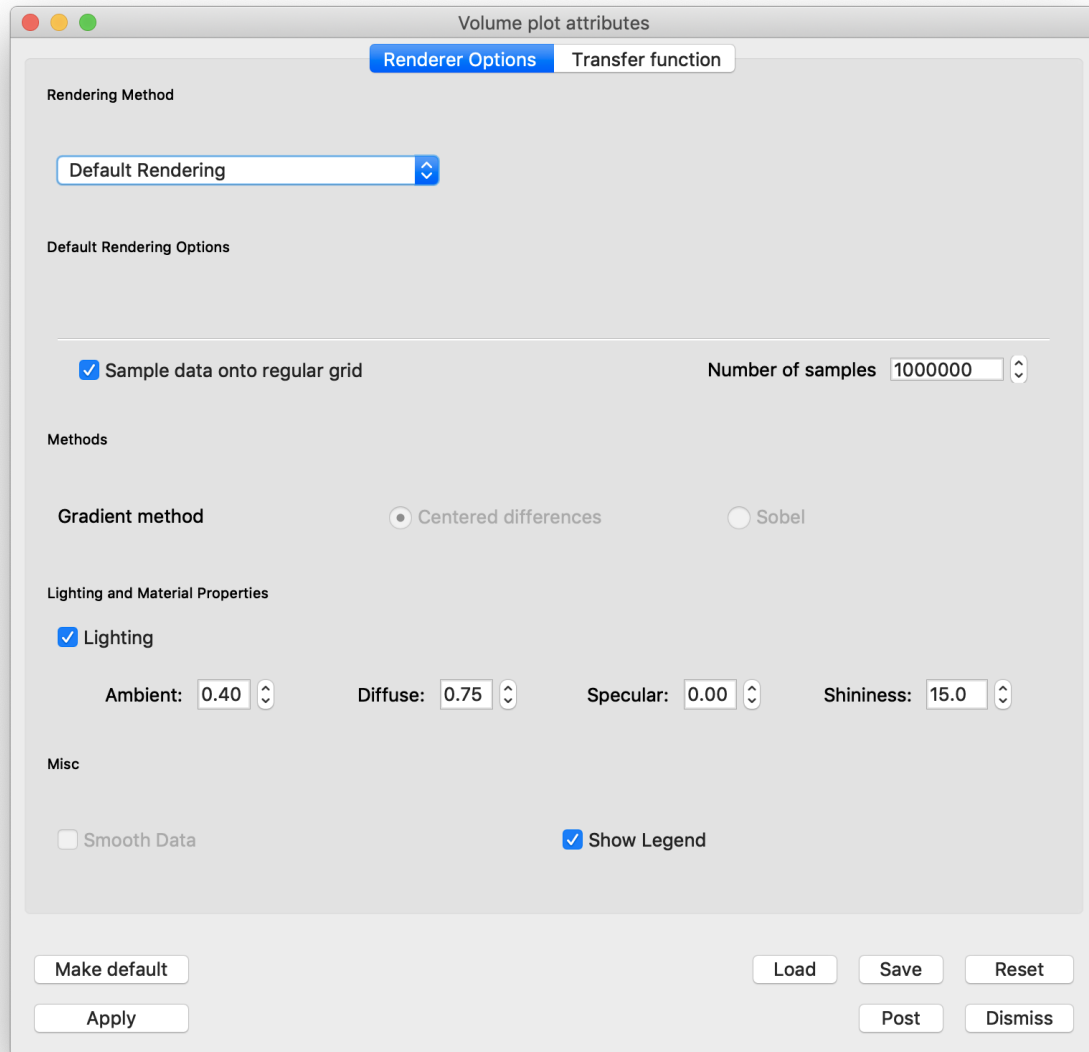 Volume plot attributes
Renderer Options Transfer function
Rendering Method
Default Rendering
Default Rendering Options
Sample data onto regular grid Number of samples 1000000
Methods
Gradient method Centered differences Sobel
Lighting and Material Properties
Lighting
Ambient: 0.40 Diffuse: 0.75 Specular: 0.00 Shininess: 15.0
Misc
Smooth Data Show Legend
Make default Load Save Reset
Apply Post Dismiss